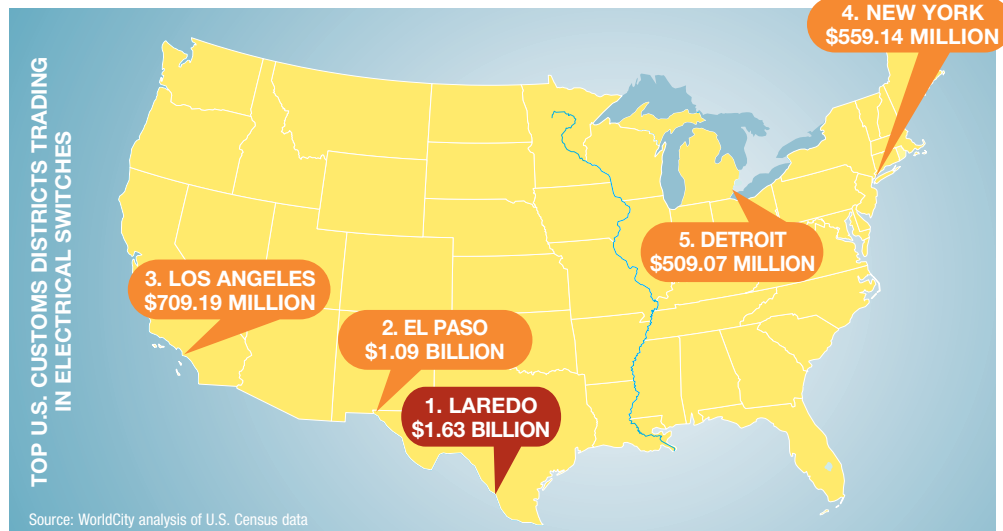 TOP U.S. CUSTOMS DISTRICTS TRADING
IN ELECTRICAL SWITCHES
4. NEW YORK
$559.14 MILLION
5. DETROIT
$509.07 MILLION
3. LOS ANGELES
$709.19 MILLION
2. EL PASO
$1.09 BILLION
1. LAREDO
$1.63 BILLION
Source: WorldCity analysis of U.S. Census data